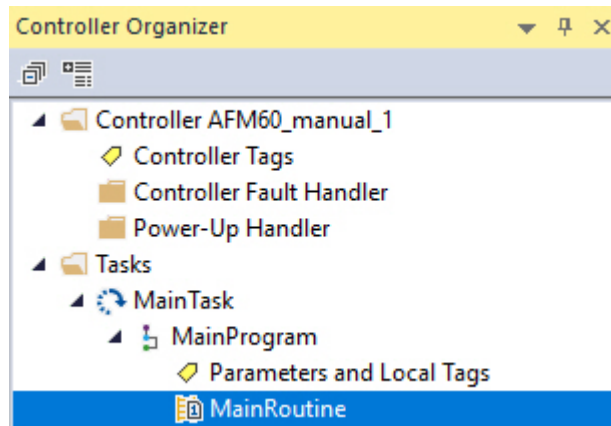 Controller Organizer
Controller AFM60_manual_1
Controller Tags
Controller Fault Handler
Power-Up Handler
Tasks
MainTask
MainProgram
Parameters and Local Tags
MainRoutine